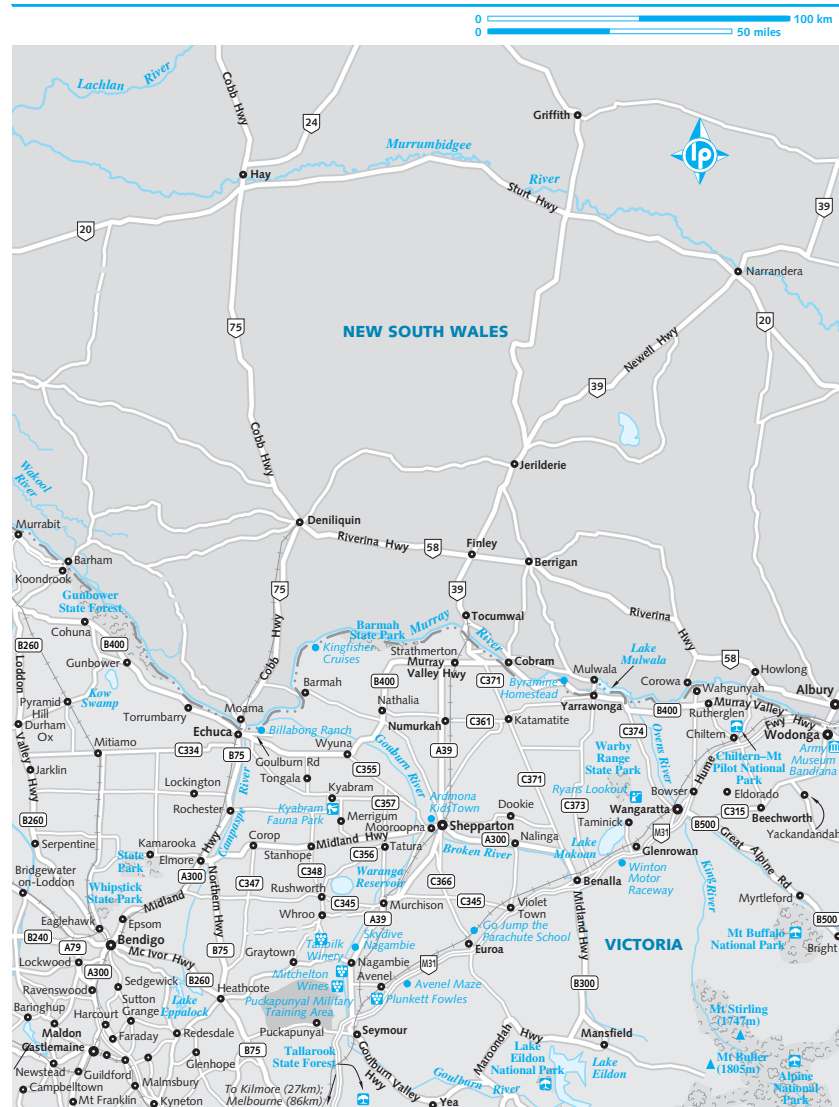 0 100 km
0 50 miles
Lachlan
River
Cobb Hwy
24
Griffith
lp
Murrumbidgee
River
Hay
Sturt Hwy
39
20
Narrandera
75
NEW SOUTH WALES
20
Newell Hwy
39
Cobb Hwy
Jerilderie
Wakool
River
Murrabit
Deniliquin
Riverina Hwy
58
Finley
Berrigan
Barham
Koondrook
75
39
Gunbower
State Forest
Cohuna
B400
B260
Cobb Hwy
Barmah
State Park
Murray
River
Tocumwal
Riverina
Hwy
Kingfisher
Cruises
Strathmerton
Murray
Valley Hwy
Cobram
Lake
Mulwala
58
Howlong
Gunbower
Loddon
Valley Hwy
Kow
Swamp
Barmah
B400
C371
Byramine
Homestead
Mulwala
Corowa
Wahgunyah
Albury
Pyramid
Hill
Nathalia
Yarrawonga
B400
Rutherglen
Murray Valley Hwy
Durham
Ox
Torrumbarry
Moama
Echuca
Billabong Ranch
Numurkah
C361
Katamatite
C374
Chiltern
Wodonga
Mitiamo
C334
B75
Goulburn Rd
Wyuna
C355
Gouburn River
A39
Warby
Range
State Park
Ovens River
Hume
Fwy
Chiltern–Mt
Pilot National
Park
Army
Museum
Bandiana
Jarklin
Tongala
C371
Lockington
Kyabram
C357
Ardmona
KidsTown
Ryans Lookout
Bowser
Eldorado
Rochester
Campaspe
River
Kyabram
Fauna Park
Merrigum
Mooroopna
Shepparton
Dookie
C373
Wangaratta
C315
Beechworth
B260
Taminick
B500
Yackandandah
Serpentine
Kamarooka
Corop
Midland Hwy
Stanhope
C356
Tatura
A300
Broken River
Nalinga
Lake
Mokoan
M31
Glenrowan
Great Alpine Rd
Bridgewater
on-Loddon
State
Park
Elmore
A300
C347
C348
Waranga
Reservoir
C366
Winton
Motor
Raceway
King River
Whipstick
State Park
Midland
Hwy
Northern Hwy
Rushworth
C345
Murchison
C345
Benalla
Myrtleford
Eaglehawk
Epsom
Whroo
A39
Violet
Town
Midland Hwy
B500
B240
Bendigo
Mc Ivor Hwy
Tahbilk
Winery
Skydive
Nagambie
Go Jump the
Parachute School
Euroa
VICTORIA
Mt Buffalo
National Park
Bright
A79
B75
M31
Lockwood
A300
Sedgewick
B260
Graytown
Nagambie
Mitchelton
Wines
Avenel
Avenel Maze
B300
Ravenswood
Sutton
Grange
Lake
Eppalock
Heathcote
Puckapunyal Military
Training Area
Plunkett Fowles
Baringhup
Harcourt
Mt Stirling
(1747m)
Maldon
Faraday
Redesdale
Puckapunyal
Seymour
Maroondah
Hwy
Mansfield
Castlemaine
Glenhope
B75
Tallarook
State Forest
Goulburn Valley
Hwy
Lake
Eildon
National Park
Lake
Eildon
Mt Buller
(1805m)
Newstead
Guildford
Malmsbury
Campbelltown
Mt Franklin
Kyneton
To Kilmore (27km);
Melbourne (86km)
Goulburn
River
Yea
Alpine
National
Park